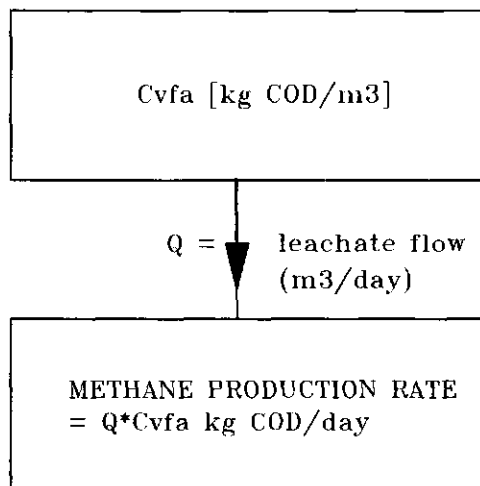 Cvfa [kg COD/m3]
Q = leachate flow
(m3/day)
METHANE PRODUCTION RATE
= Q*Cvfa kg COD/day